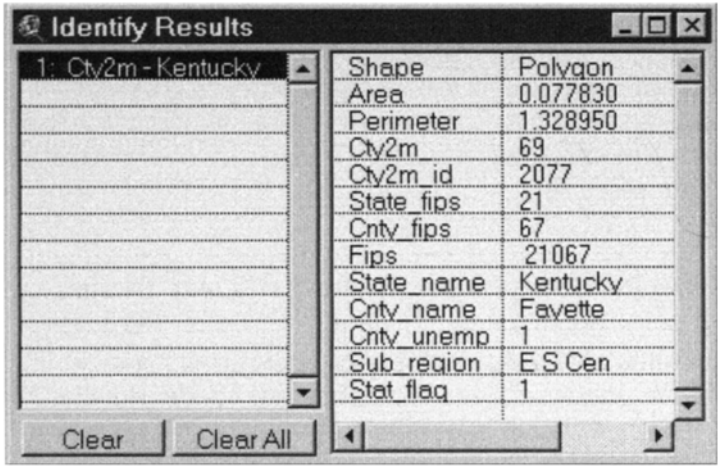 Identify Results
1: Cty2m - Kentucky
Shape Polygon
Area 0.077830
Perimeter 1.328950
Cty2m_ 69
Cty2m_id 2077
State_fips 21
Cnty_fips 67
Fips 21067
State_name Kentucky
Cnty_name Fayette
Cnty_unemp 1
Sub_region E S Cen
Stat_flag 1
Clear Clear All